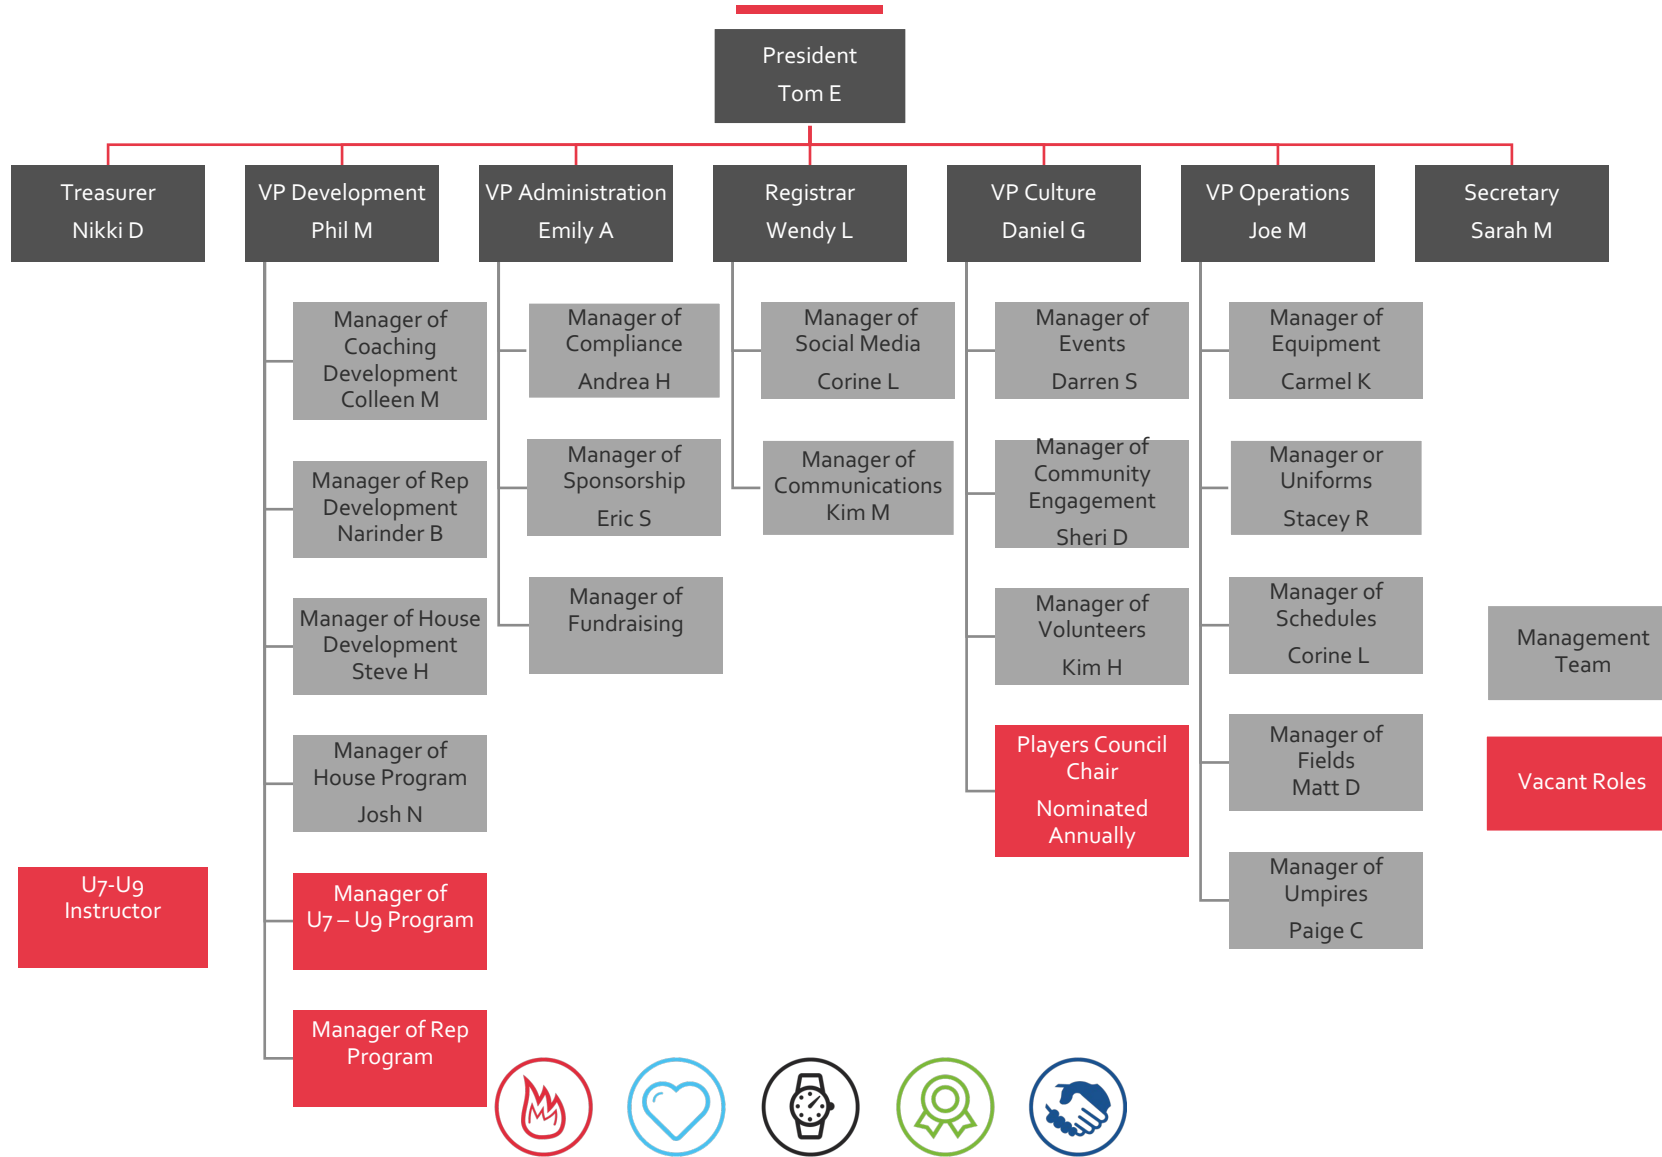 President
Tom E
Treasurer
Nikki D
VP Development
Phil M
VP Administration
Emily A
Registrar
Wendy L
VP Culture
Daniel G
VP Operations
Joe M
Secretary
Sarah M
Manager of
Coaching
Development
Colleen M
Manager of Rep
Development
Narinder B
Manager of House
Development
Steve H
Manager of
House Program
Josh N
Manager of
U7 – U9 Program
Manager of Rep
Program
U7-U9
Instructor
Manager of
Compliance
Andrea H
Manager of
Sponsorship
Eric S
Manager of
Fundraising
Manager of
Social Media
Corine L
Manager of
Communications
Kim M
Manager of
Events
Darren S
Manager of
Community
Engagement
Sheri D
Manager of
Volunteers
Kim H
Players Council
Chair
Nominated
Annually
Manager of
Equipment
Carmel K
Manager or
Uniforms
Stacey R
Manager of
Schedules
Corine L
Manager of
Fields
Matt D
Manager of
Umpires
Paige C
Management
Team
Vacant Roles